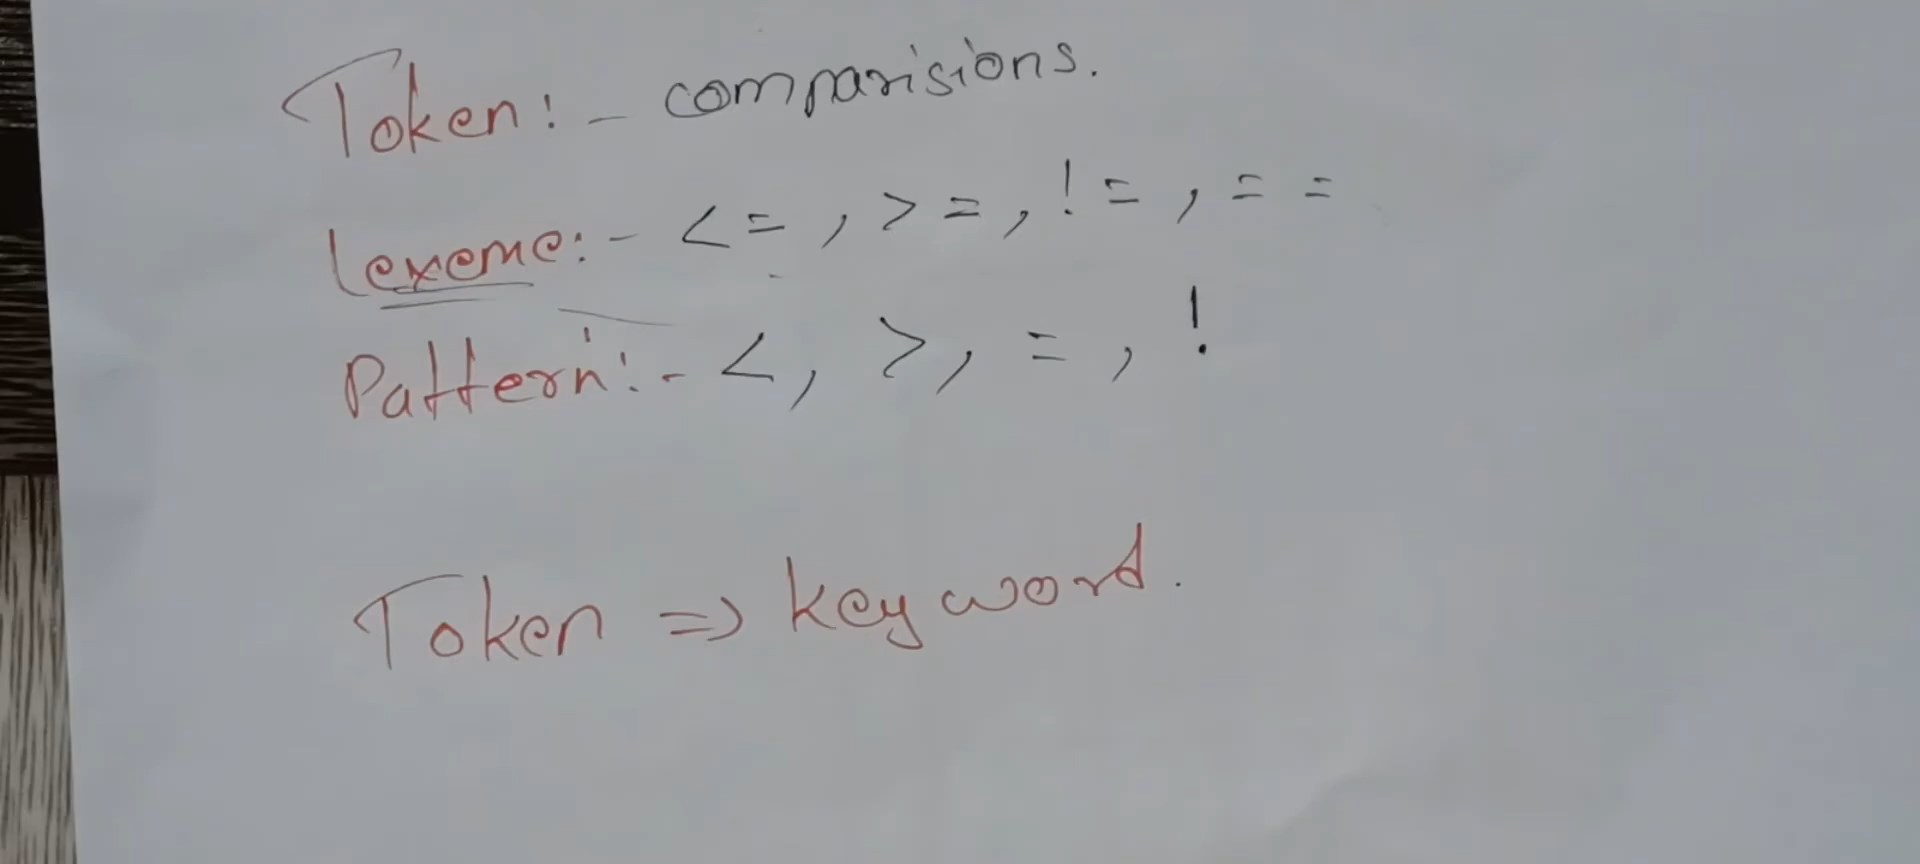 Token:- comparisions.
Lexeme:- <= , >= , != , = =
Pattern:- <, >, = , !
Token => keyword.